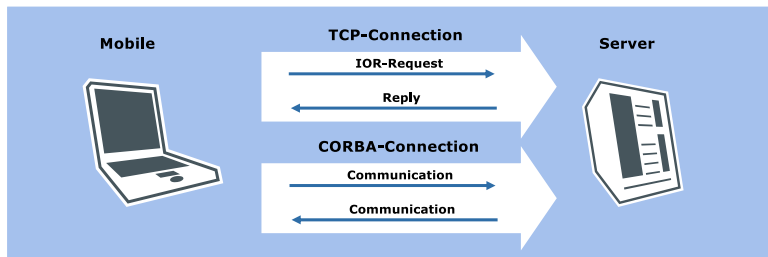 Mobile
TCP-Connection
Server
IOR-Request
Reply
CORBA-Connection
Communication
Communication